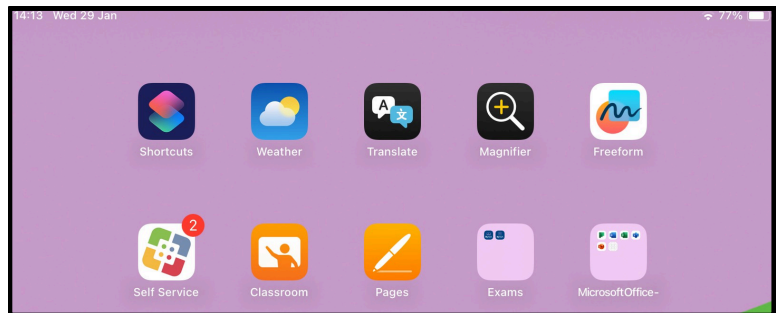 14:13 Wed 29 Jan
77%
Shortcuts Weather Translate Magnifier Freeform
2
Self Service Classroom Pages Exams MicrosoftOffice-